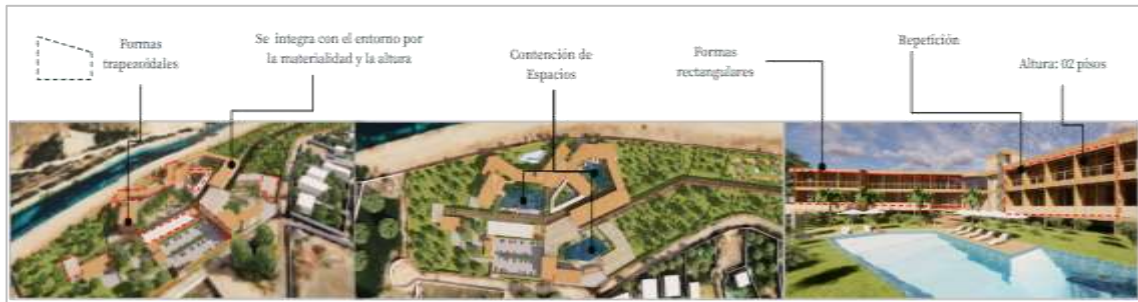 Formas
trapezoidales
Se integra con el entorno por
la materialidad y la altura
Contención de
Espacios
Formas
rectangulares
Repetición
Altura: 02 pisos